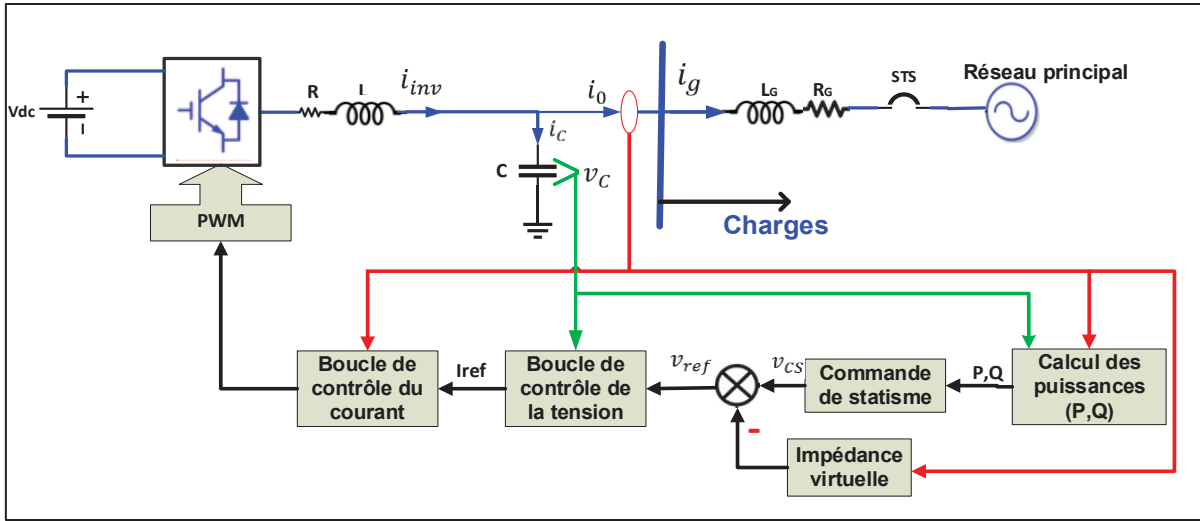 Vdc
+
R
L
i_inv
i_0
i_g
L_G
R_G
STS
Réseau principal
i_C
C
v_C
Charges
PWM
Boucle de
contrôle du
courant
Iref
Boucle de
contrôle de
la tension
v_ref
v_CS
Commande
de statisme
P,Q
Calcul des
puissances
(P,Q)
-
Impédance
virtuelle